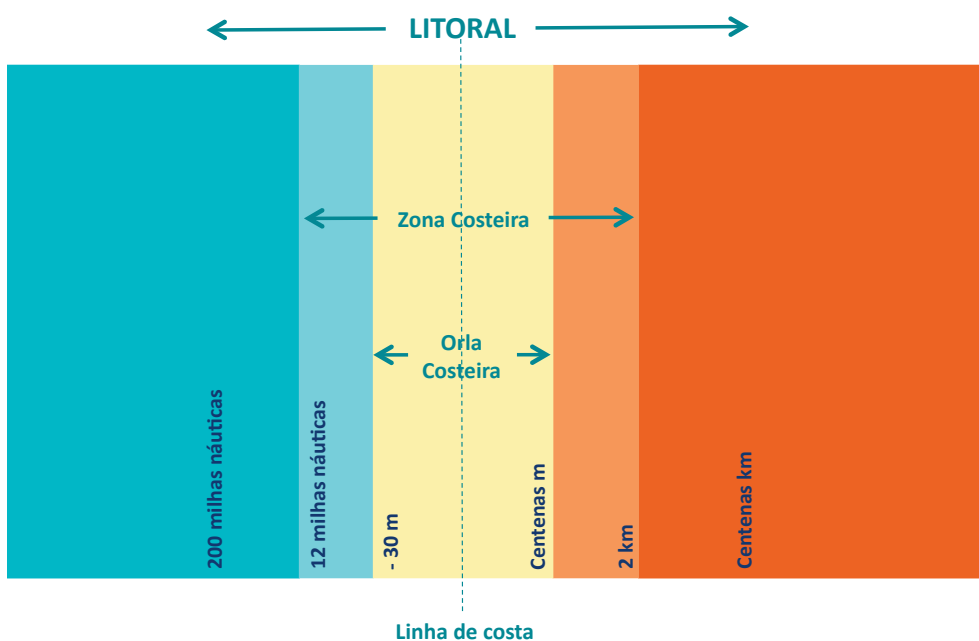 LITORAL
Zona Costeira
Orla
Costeira
200 milhas náuticas
12 milhas náuticas
- 30 m
Centenas m
2 km
Centenas km
Linha de costa